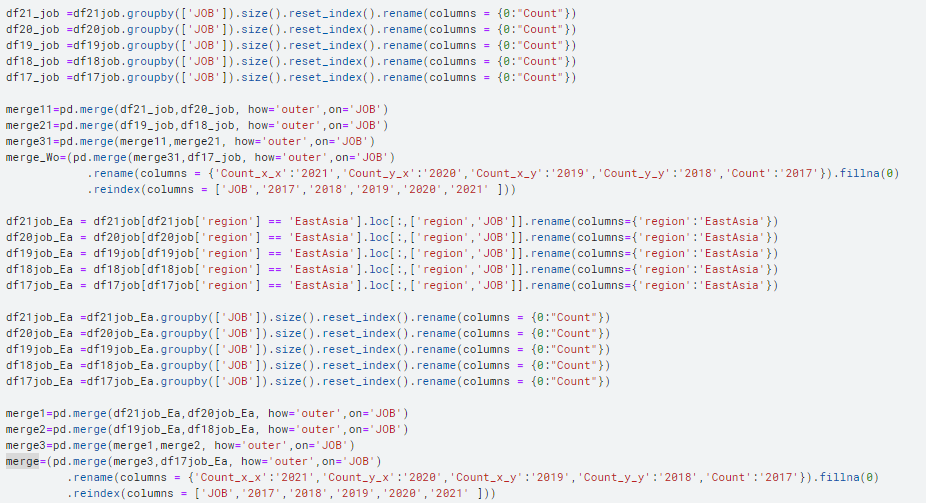 df21_job =df21job.groupby(['JOB']).size().reset_index().rename(columns = {0:"Count"})
df20_job =df20job.groupby(['JOB']).size().reset_index().rename(columns = {0:"Count"})
df19_job =df19job.groupby(['JOB']).size().reset_index().rename(columns = {0:"Count"})
df18_job =df18job.groupby(['JOB']).size().reset_index().rename(columns = {0:"Count"})
df17_job =df17job.groupby(['JOB']).size().reset_index().rename(columns = {0:"Count"})

merge11=pd.merge(df21_job,df20_job, how='outer',on='JOB')
merge21=pd.merge(df19_job,df18_job, how='outer',on='JOB')
merge31=pd.merge(merge11,merge21, how='outer',on='JOB')
merge_Wo=(pd.merge(merge31,df17_job, how='outer',on='JOB')
            .rename(columns = {'Count_x_x':'2021','Count_y_x':'2020','Count_x_y':'2019','Count_y_y':'2018','Count':'2017'}).fillna(0)
            .reindex(columns = ['JOB','2017','2018','2019','2020','2021' ]))

df21job_Ea = df21job[df21job['region'] == 'EastAsia'].loc[:,['region','JOB']].rename(columns={'region':'EastAsia'})
df20job_Ea = df20job[df20job['region'] == 'EastAsia'].loc[:,['region','JOB']].rename(columns={'region':'EastAsia'})
df19job_Ea = df19job[df19job['region'] == 'EastAsia'].loc[:,['region','JOB']].rename(columns={'region':'EastAsia'})
df18job_Ea = df18job[df18job['region'] == 'EastAsia'].loc[:,['region','JOB']].rename(columns={'region':'EastAsia'})
df17job_Ea = df17job[df17job['region'] == 'EastAsia'].loc[:,['region','JOB']].rename(columns={'region':'EastAsia'})

df21job_Ea =df21job_Ea.groupby(['JOB']).size().reset_index().rename(columns = {0:"Count"})
df20job_Ea =df20job_Ea.groupby(['JOB']).size().reset_index().rename(columns = {0:"Count"})
df19job_Ea =df19job_Ea.groupby(['JOB']).size().reset_index().rename(columns = {0:"Count"})
df18job_Ea =df18job_Ea.groupby(['JOB']).size().reset_index().rename(columns = {0:"Count"})
df17job_Ea =df17job_Ea.groupby(['JOB']).size().reset_index().rename(columns = {0:"Count"})

merge1=pd.merge(df21job_Ea,df20job_Ea, how='outer',on='JOB')
merge2=pd.merge(df19job_Ea,df18job_Ea, how='outer',on='JOB')
merge3=pd.merge(merge1,merge2, how='outer',on='JOB')
merge=(pd.merge(merge3,df17job_Ea, how='outer',on='JOB')
         .rename(columns = {'Count_x_x':'2021','Count_y_x':'2020','Count_x_y':'2019','Count_y_y':'2018','Count':'2017'}).fillna(0)
         .reindex(columns = ['JOB','2017','2018','2019','2020','2021' ]))